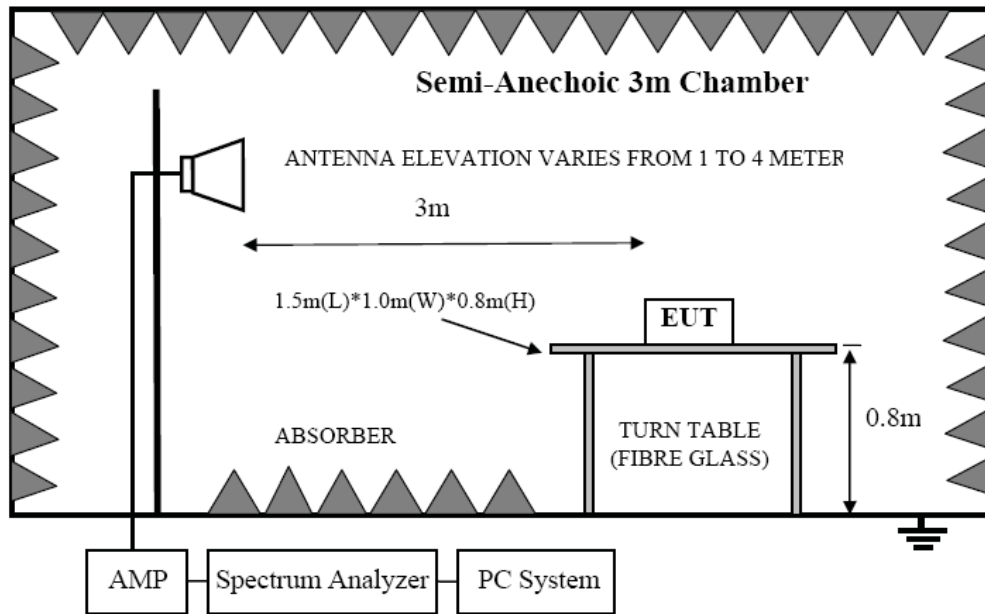 Semi-Anechoic 3m Chamber
ANTENNA ELEVATION VARIES FROM 1 TO 4 METER
3m
1.5m(L)*1.0m(W)*0.8m(H)
EUT
ABSORBER
TURN TABLE
(FIBRE GLASS)
0.8m
AMP
Spectrum Analyzer
PC System